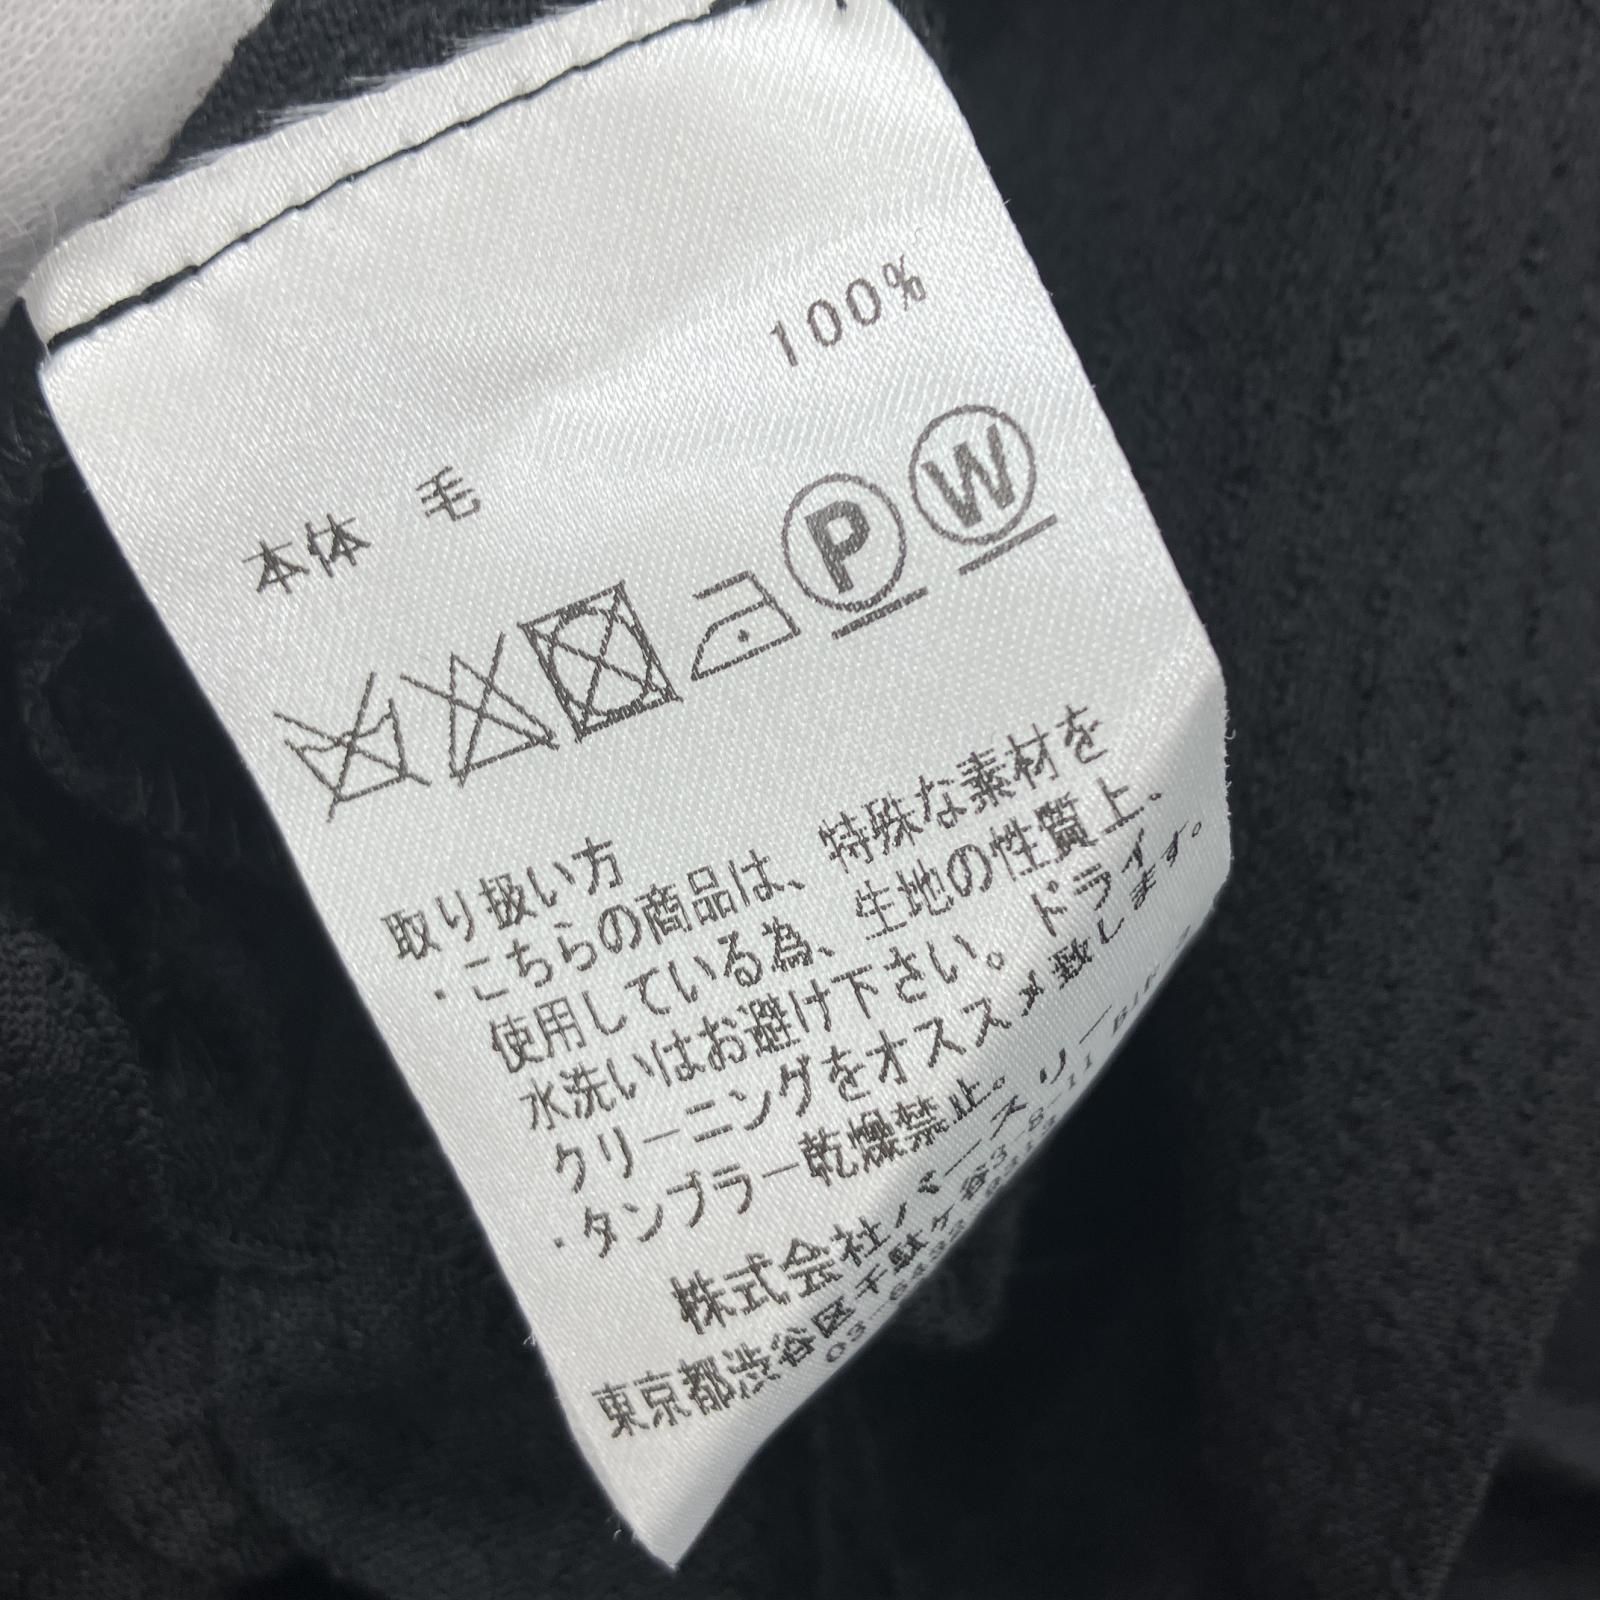 本体 毛 100%
P W
取り扱い方
・こちらの商品は、特殊な素材を
使用している為、生地の性質上、
水洗いはお避け下さい。ドライ
クリーニングをオススメ致します。
・タンブラー乾燥禁止。
株式会社リバースリー
東京都渋谷区千駄ケ谷3-8-11